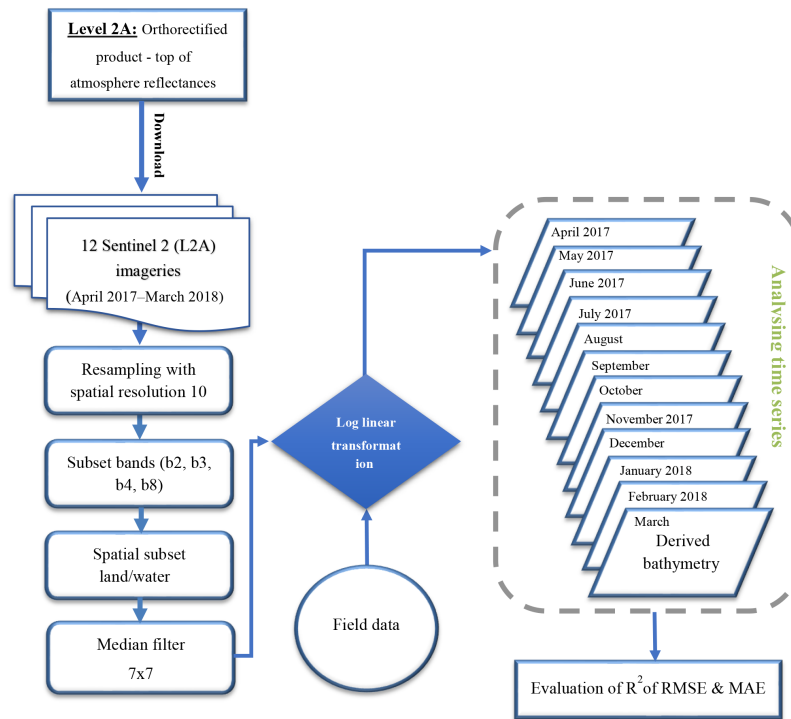 Level 2A: Orthorectified
product - top of
atmosphere reflectances
Download
12 Sentinel 2 (L2A)
imageries
(April 2017–March 2018)
Resampling with
spatial resolution 10
Subset bands (b2, b3,
b4, b8)
Spatial subset
land/water
Median filter
7x7
Log linear
transformat
ion
Field data
April 2017
May 2017
June 2017
July 2017
August
September
October
November 2017
December
January 2018
February 2018
March
Derived
bathymetry
Analysing time series
Evaluation of R² of RMSE & MAE